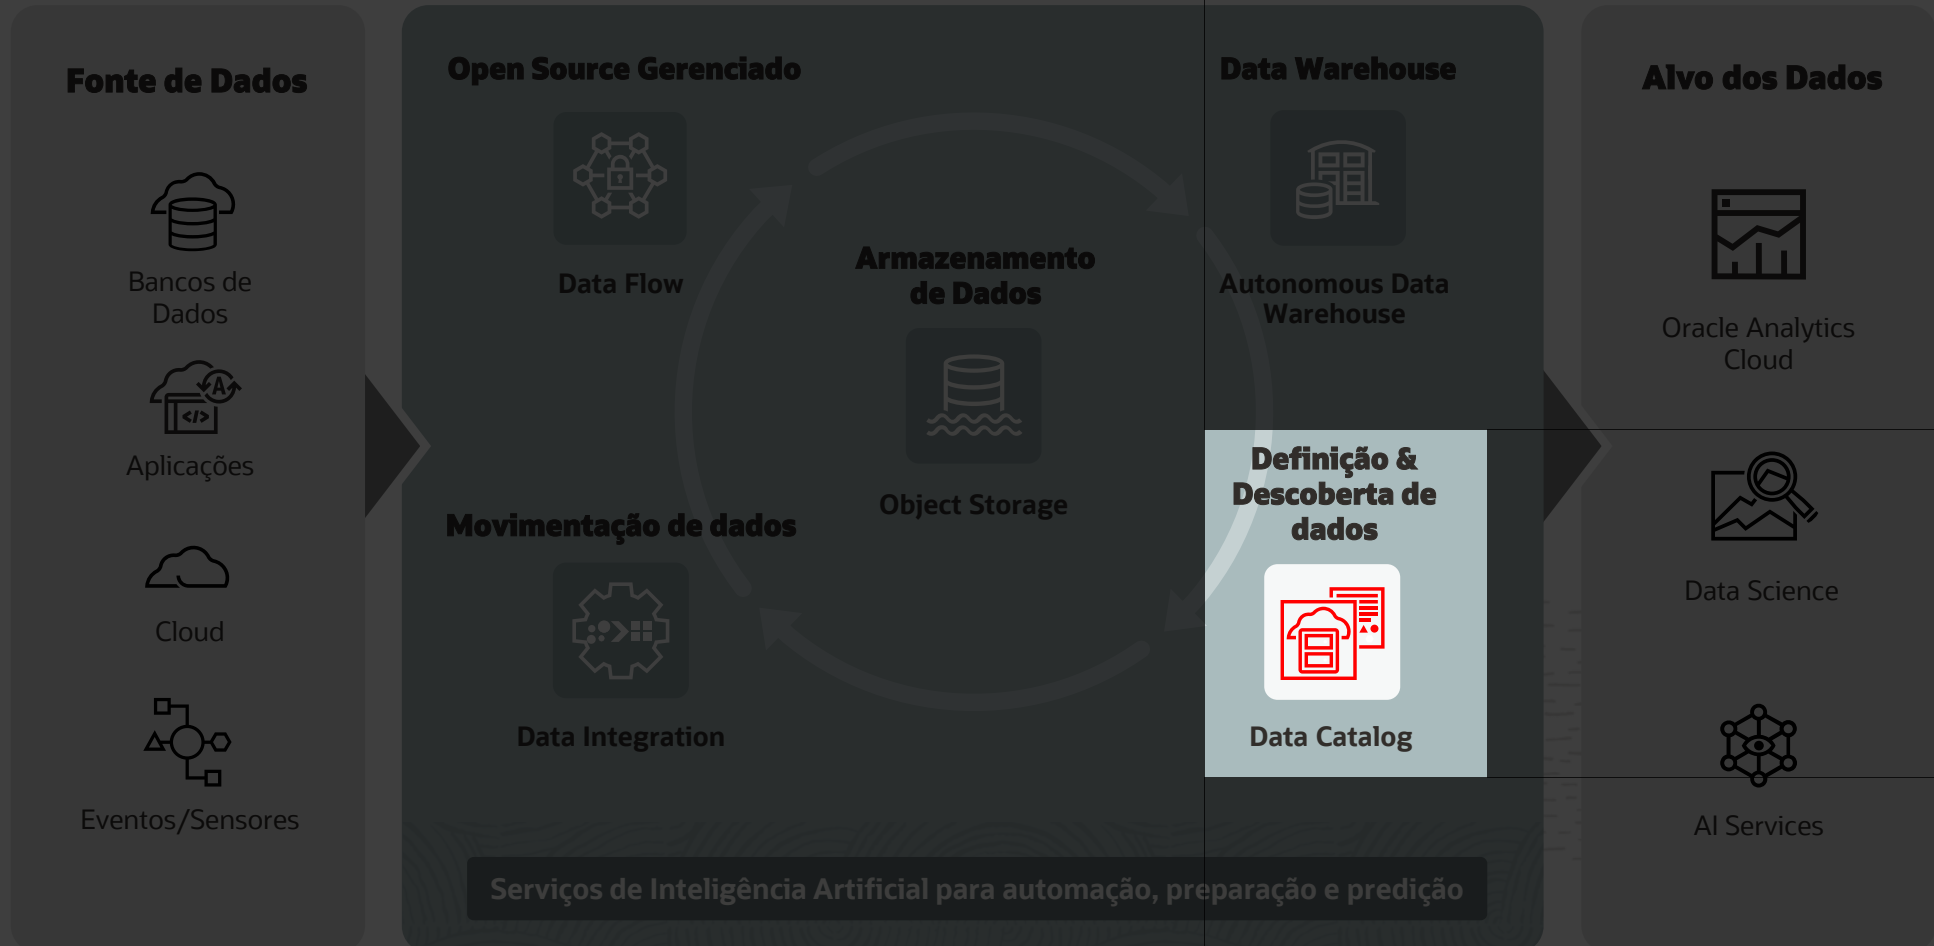 Fonte de Dados
Bancos de
Dados
Aplicações
Cloud
Eventos/Sensores
Open Source Gerenciado
Data Flow
Movimentação de dados
Data Integration
Armazenamento
de Dados
Object Storage
Data Warehouse
Autonomous Data
Warehouse
Definição &
Descoberta de
dados
Data Catalog
Serviços de Inteligência Artificial para automação, preparação e predição
Alvo dos Dados
Oracle Analytics
Cloud
Data Science
AI Services